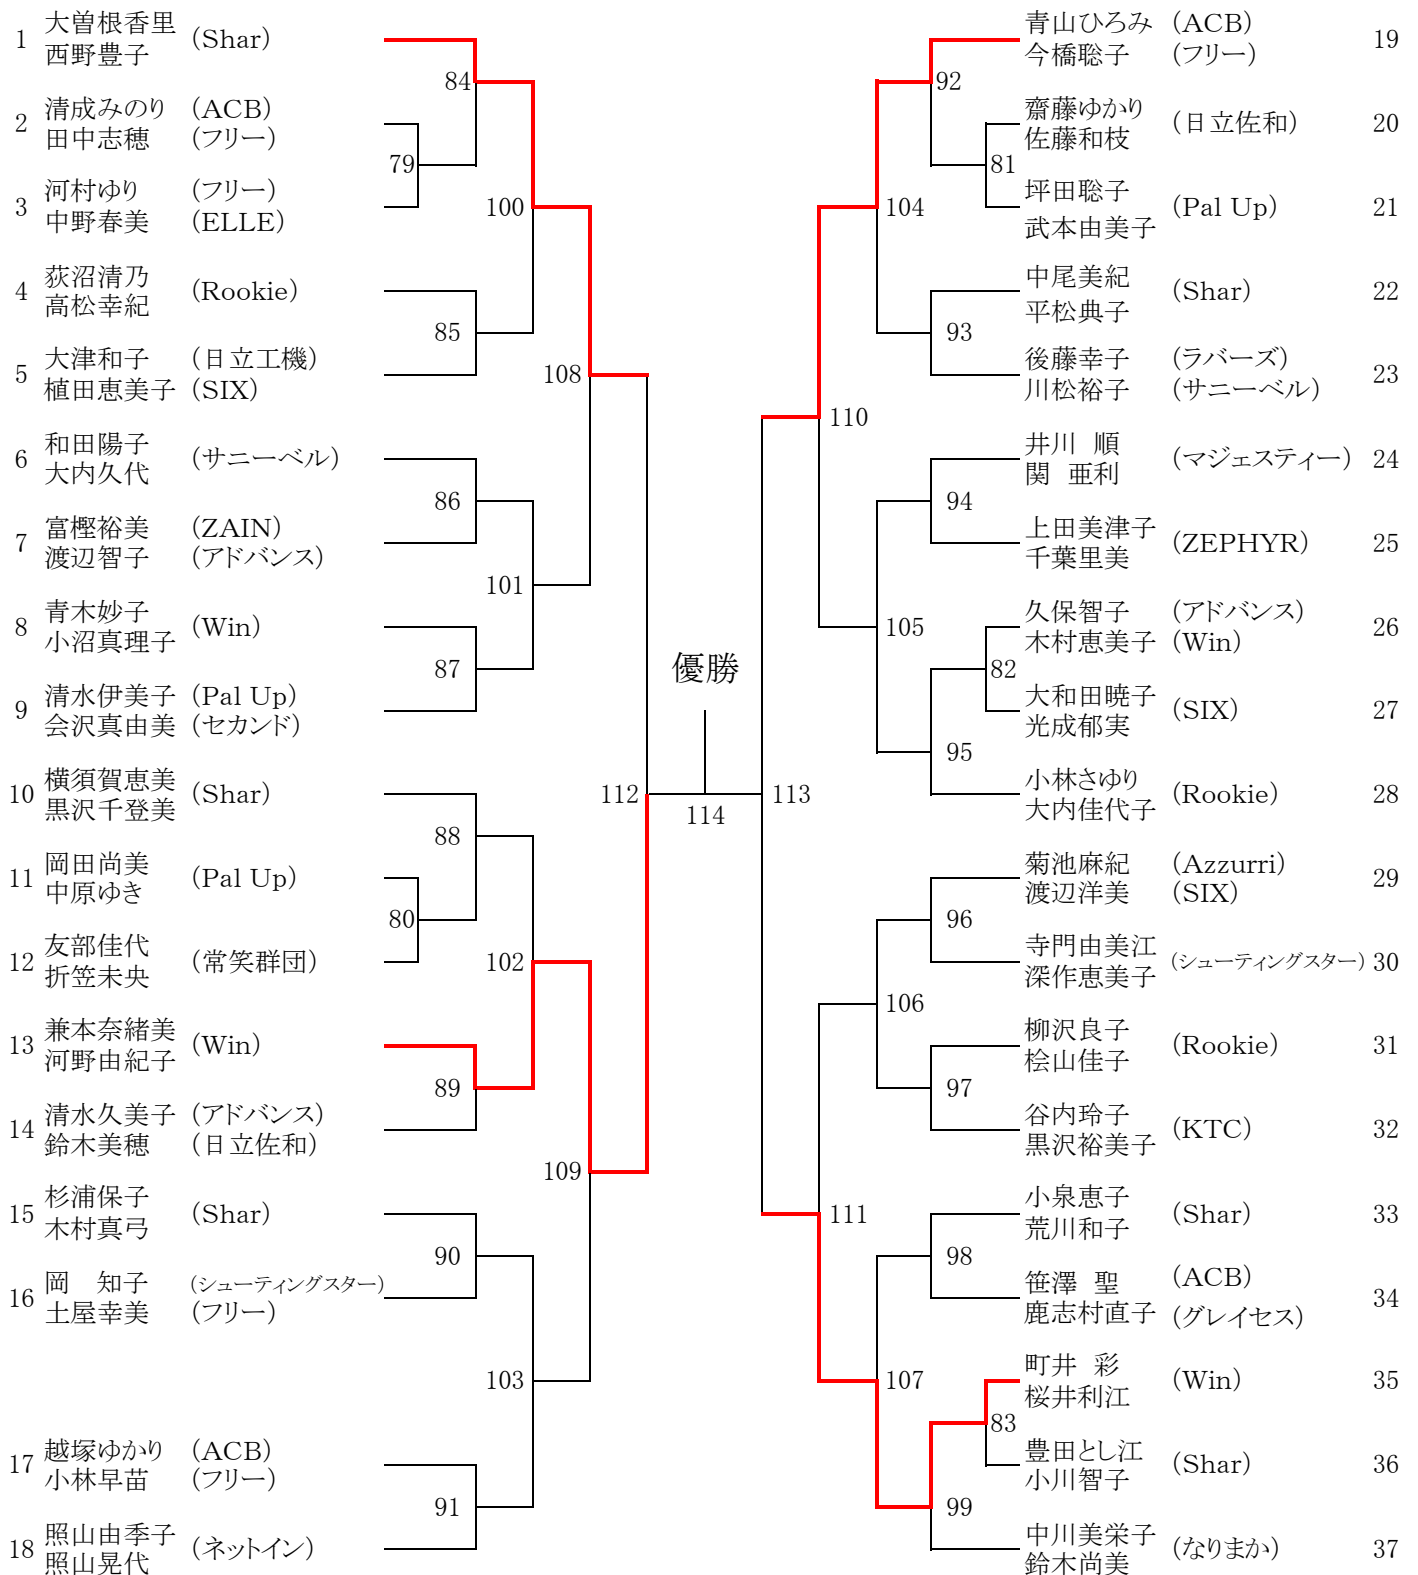 1 大曽根香里 (Shar)
西野豊子
2 清成みのり (ACB)
田中志穂 (フリー)
3 河村ゆり (フリー)
中野春美 (ELLE)
4 荻沼清乃 (Rookie)
高松幸紀
5 大津和子 (日立工機)
植田恵美子 (SIX)
6 和田陽子 (サニーベル)
大内久代
7 富樫裕美 (ZAIN)
渡辺智子 (アドバンス)
8 青木妙子 (Win)
小沼真理子
9 清水伊美子 (Pal Up)
会沢真由美 (セカンド)
10 横須賀恵美 (Shar)
黒沢千登美
11 岡田尚美 (Pal Up)
中原ゆき
12 友部佳代 (常笑群団)
折笠未央
13 兼本奈緒美 (Win)
河野由紀子
14 清水久美子 (アドバンス)
鈴木美穂 (日立佐和)
15 杉浦保子 (Shar)
木村真弓
16 岡 知子 (シューティングスター)
土屋幸美 (フリー)
17 越塚ゆかり (ACB)
小林早苗 (フリー)
18 照山由季子 (ネットイン)
照山晃代
84
79
100
85
108
86
101
87
88
80
102
89
109
90
103
91
112
優勝
114
113
92
81
104
93
110
94
105
82
95
96
106
97
111
98
107
83
99
青山ひろみ (ACB) 19
今橋聡子 (フリー)
齋藤ゆかり (日立佐和) 20
佐藤和枝
坪田聡子 (Pal Up) 21
武本由美子
中尾美紀 (Shar) 22
平松典子
後藤幸子 (ラバーズ) 23
川松裕子 (サニーベル)
井川 順 (マジェスティー) 24
関 亜利
上田美津子 (ZEPHYR) 25
千葉里美
久保智子 (アドバンス) 26
木村恵美子 (Win)
大和田暁子 (SIX) 27
光成郁実
小林さゆり (Rookie) 28
大内佳代子
菊池麻紀 (Azzurri) 29
渡辺洋美 (SIX)
寺門由美江 (シューティングスター) 30
深作恵美子
柳沢良子 (Rookie) 31
桧山佳子
谷内玲子 (KTC) 32
黒沢裕美子
小泉恵子 (Shar) 33
荒川和子
笹澤 聖 (ACB) 34
鹿志村直子 (グレイセス)
町井 彩 (Win) 35
桜井利江
豊田とし江 (Shar) 36
小川智子
中川美栄子 (なりまか) 37
鈴木尚美